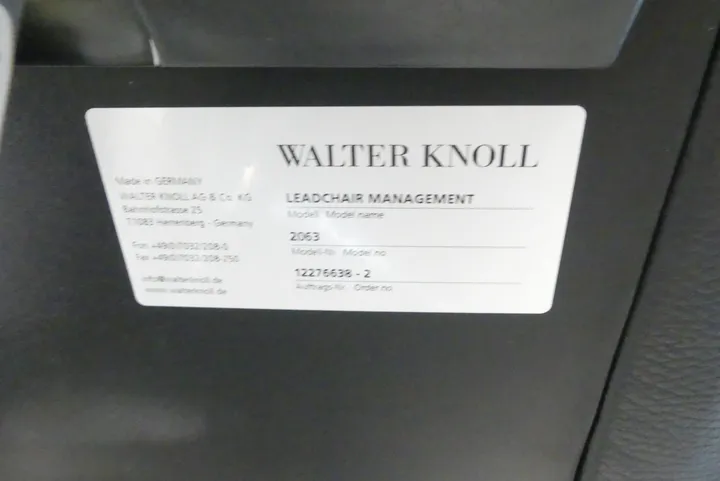 WALTER KNOLL
Made in GERMANY
WALTER KNOLL AG & Co. KG
Bahnhofstrasse 25
71083 Herrenberg - Germany
Fon +49(0)7032/208-0
Fax +49(0)7032/208-250
info@walterknoll.de
www.walterknoll.de
LEADCHAIR MANAGEMENT
Modell Model name
2063
Modell-Nr. Model no
12276638 - 2
Auftrags-Nr. Order no